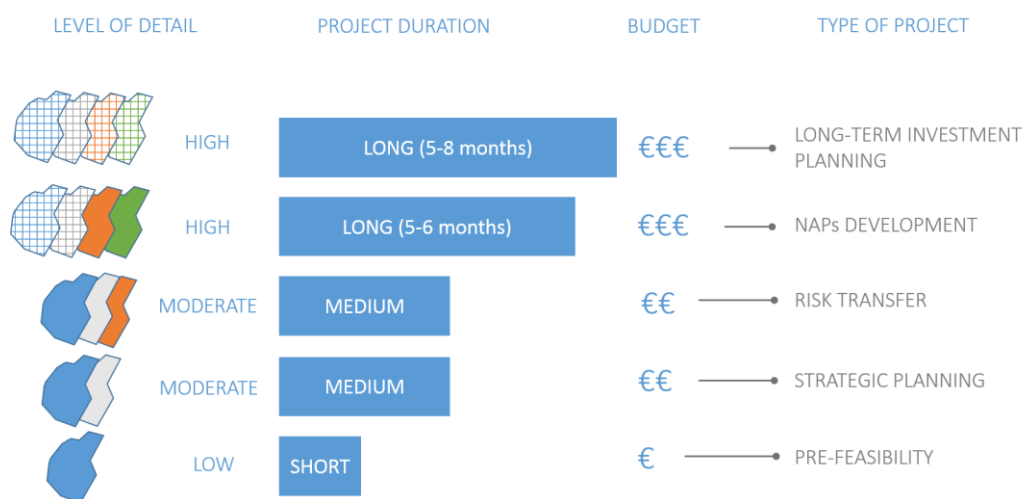 LEVEL OF DETAIL PROJECT DURATION BUDGET TYPE OF PROJECT
HIGH LONG (5-8 months) €€€ LONG-TERM INVESTMENT
PLANNING
HIGH LONG (5-6 months) €€€ NAPs DEVELOPMENT
MODERATE MEDIUM €€ RISK TRANSFER
MODERATE MEDIUM €€ STRATEGIC PLANNING
LOW SHORT € PRE-FEASIBILITY